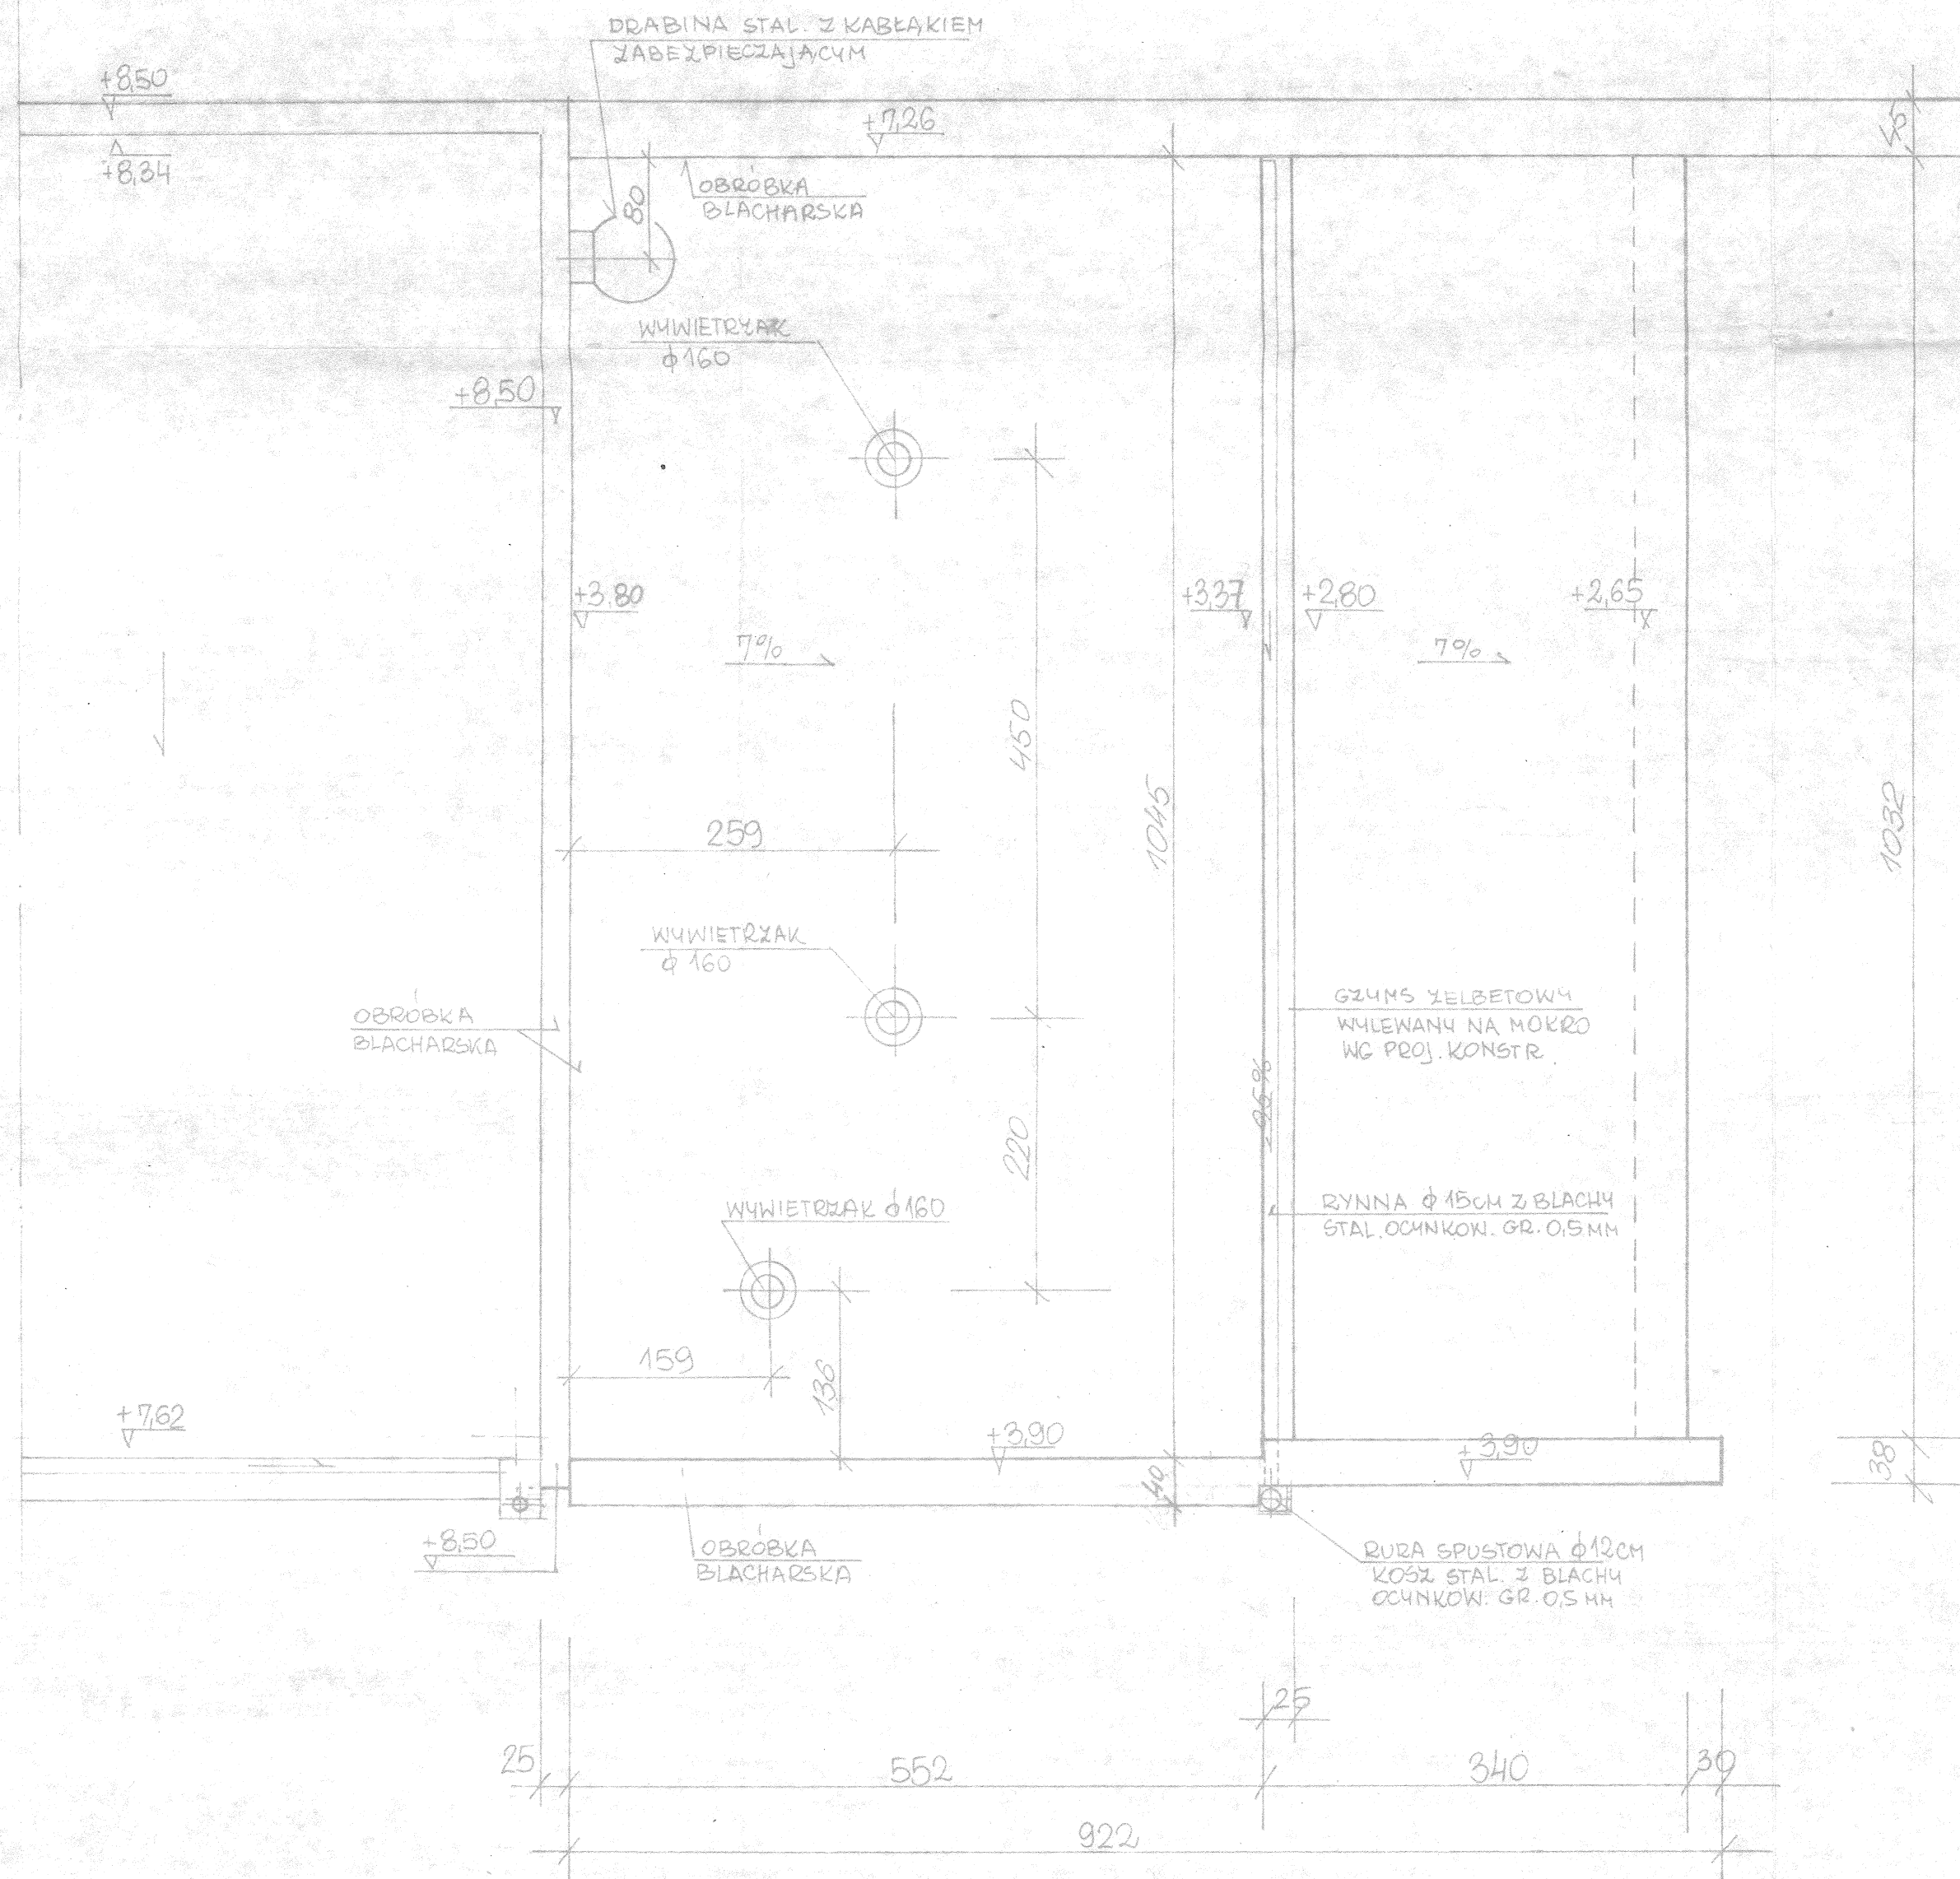 DRABINA STAL. Z KABŁĄKIEM
ZABEZPIECZAJĄCYM
+8,50
+7,26
45
+8,34
OBRÓBKA
BLACHARSKA
80
WYWIETRZAK
ϕ160
+8,50
+3,80
+3,37
+2,80
+2,65
7%
7%
450
1045
1032
259
WYWIETRZAK
ϕ160
OBRÓBKA
BLACHARSKA
GZYMS ŻELBETOWY
WYLEWANY NA MOKRO
WG PROJ. KONSTR.
220
WYWIETRZAK ϕ160
RYNNA ϕ15CM Z BLACHY
STAL. OCYNKOW. GR. 0,5 MM
159
136
+7,62
+3,90
+3,90
38
40
+8,50
OBRÓBKA
BLACHARSKA
RURA SPUSTOWA ϕ12CM
KOSZ STAL. Z BLACHY
OCYNKOW. GR. 0,5 MM
25
25
552
340
30
922